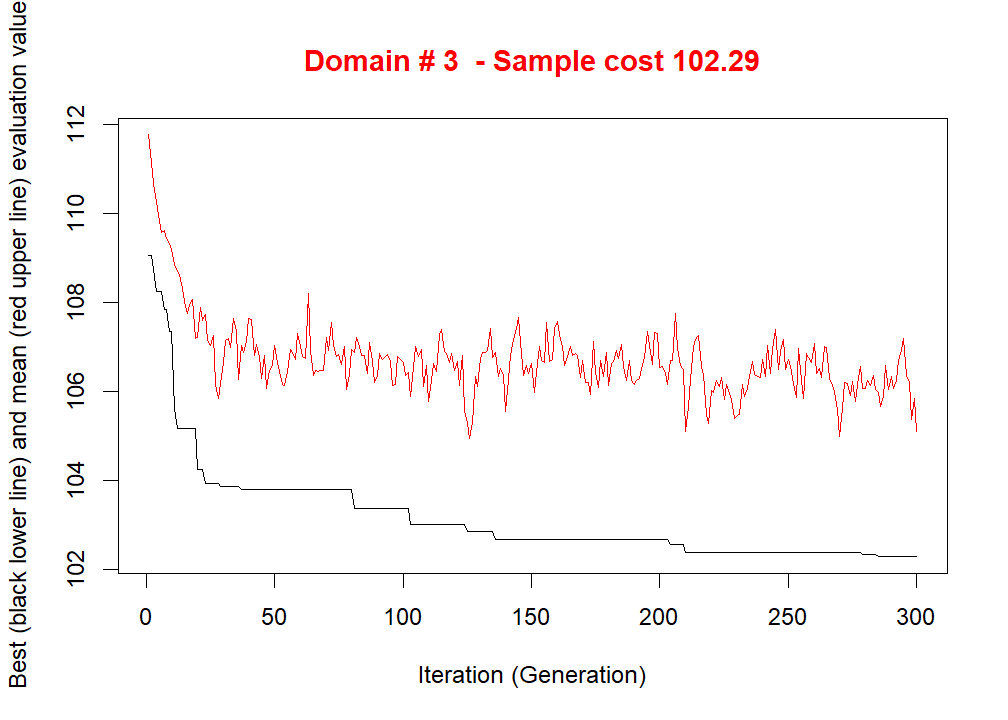 Domain # 3  - Sample cost 102.29
Best (black lower line) and mean (red upper line) evaluation value
112
110
108
106
104
102
0 50 100 150 200 250 300
Iteration (Generation)